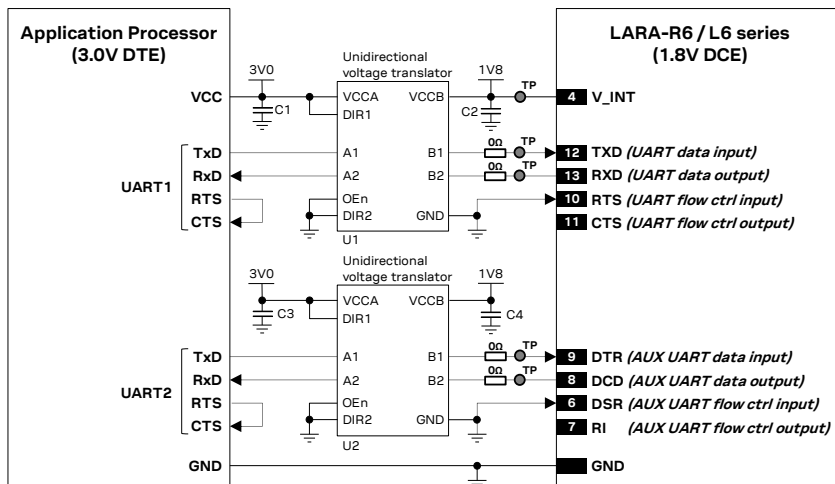 Application Processor
(3.0V DTE)
LARA-R6 / L6 series
(1.8V DCE)
Unidirectional
voltage translator
3V0
1V8
TP
VCC
VCCA
VCCB
4
V_INT
C1
DIR1
C2
0Ω
TP
TxD
A1
B1
12
TXD (UART data input)
0Ω
TP
RxD
A2
B2
13
RXD (UART data output)
UART1
RTS
OEn
10
RTS (UART flow ctrl input)
CTS
DIR2
GND
11
CTS (UART flow ctrl output)
U1
Unidirectional
voltage translator
3V0
1V8
VCCA
VCCB
C3
DIR1
C4
0Ω
TP
TxD
A1
B1
9
DTR (AUX UART data input)
0Ω
TP
RxD
A2
B2
8
DCD (AUX UART data output)
UART2
RTS
OEn
6
DSR (AUX UART flow ctrl input)
CTS
DIR2
GND
7
RI (AUX UART flow ctrl output)
U2
GND
GND